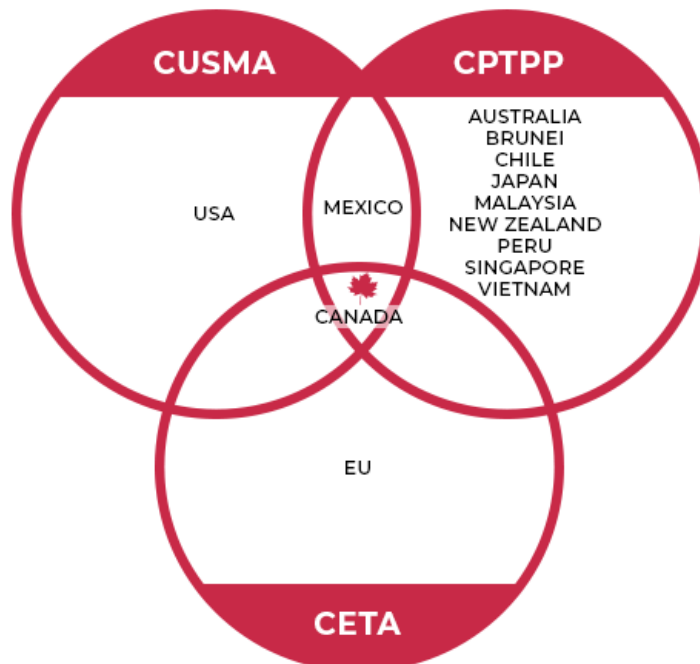 CUSMA
CPTPP
USA
MEXICO
AUSTRALIA
BRUNEI
CHILE
JAPAN
MALAYSIA
NEW ZEALAND
PERU
SINGAPORE
VIETNAM
CANADA
EU
CETA